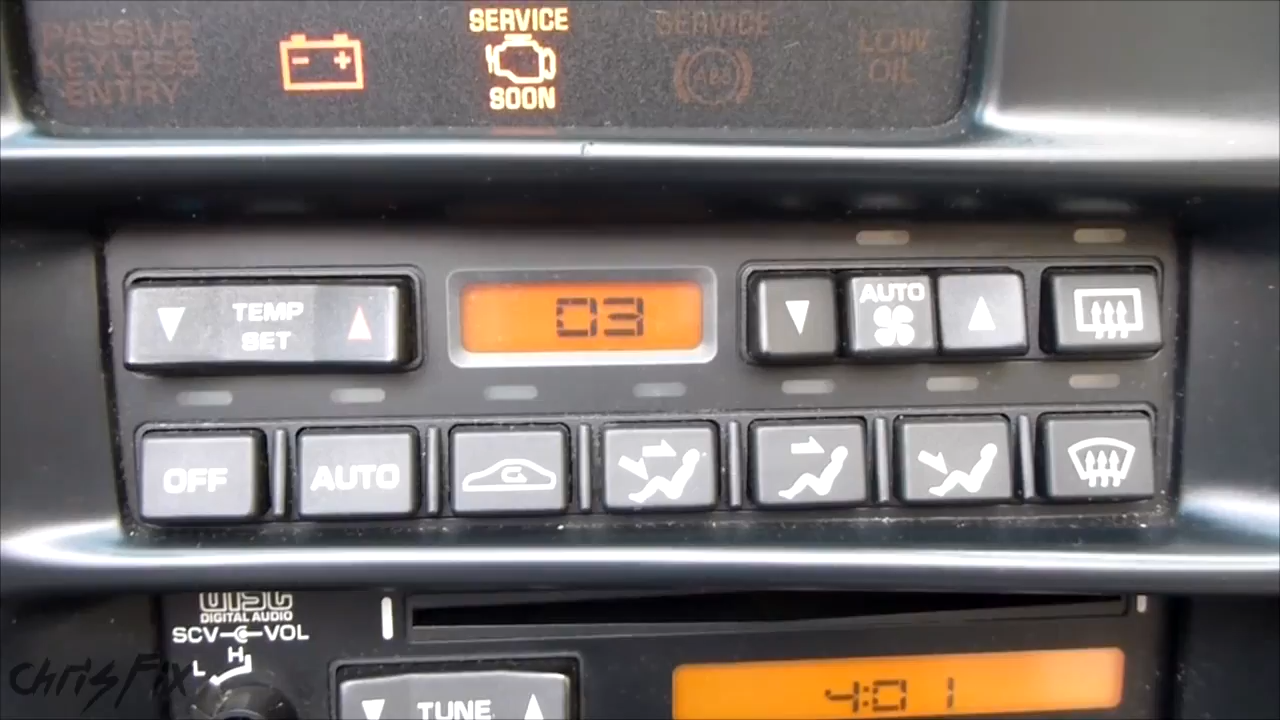 PASSIVE
KEYLESS
ENTRY
SERVICE
SOON
SERVICE
ABS
LOW
OIL
TEMP
SET
03
AUTO
OFF
AUTO
DISC
DIGITAL AUDIO
SCV VOL
L H
TUNE
4:01
ChrisFix